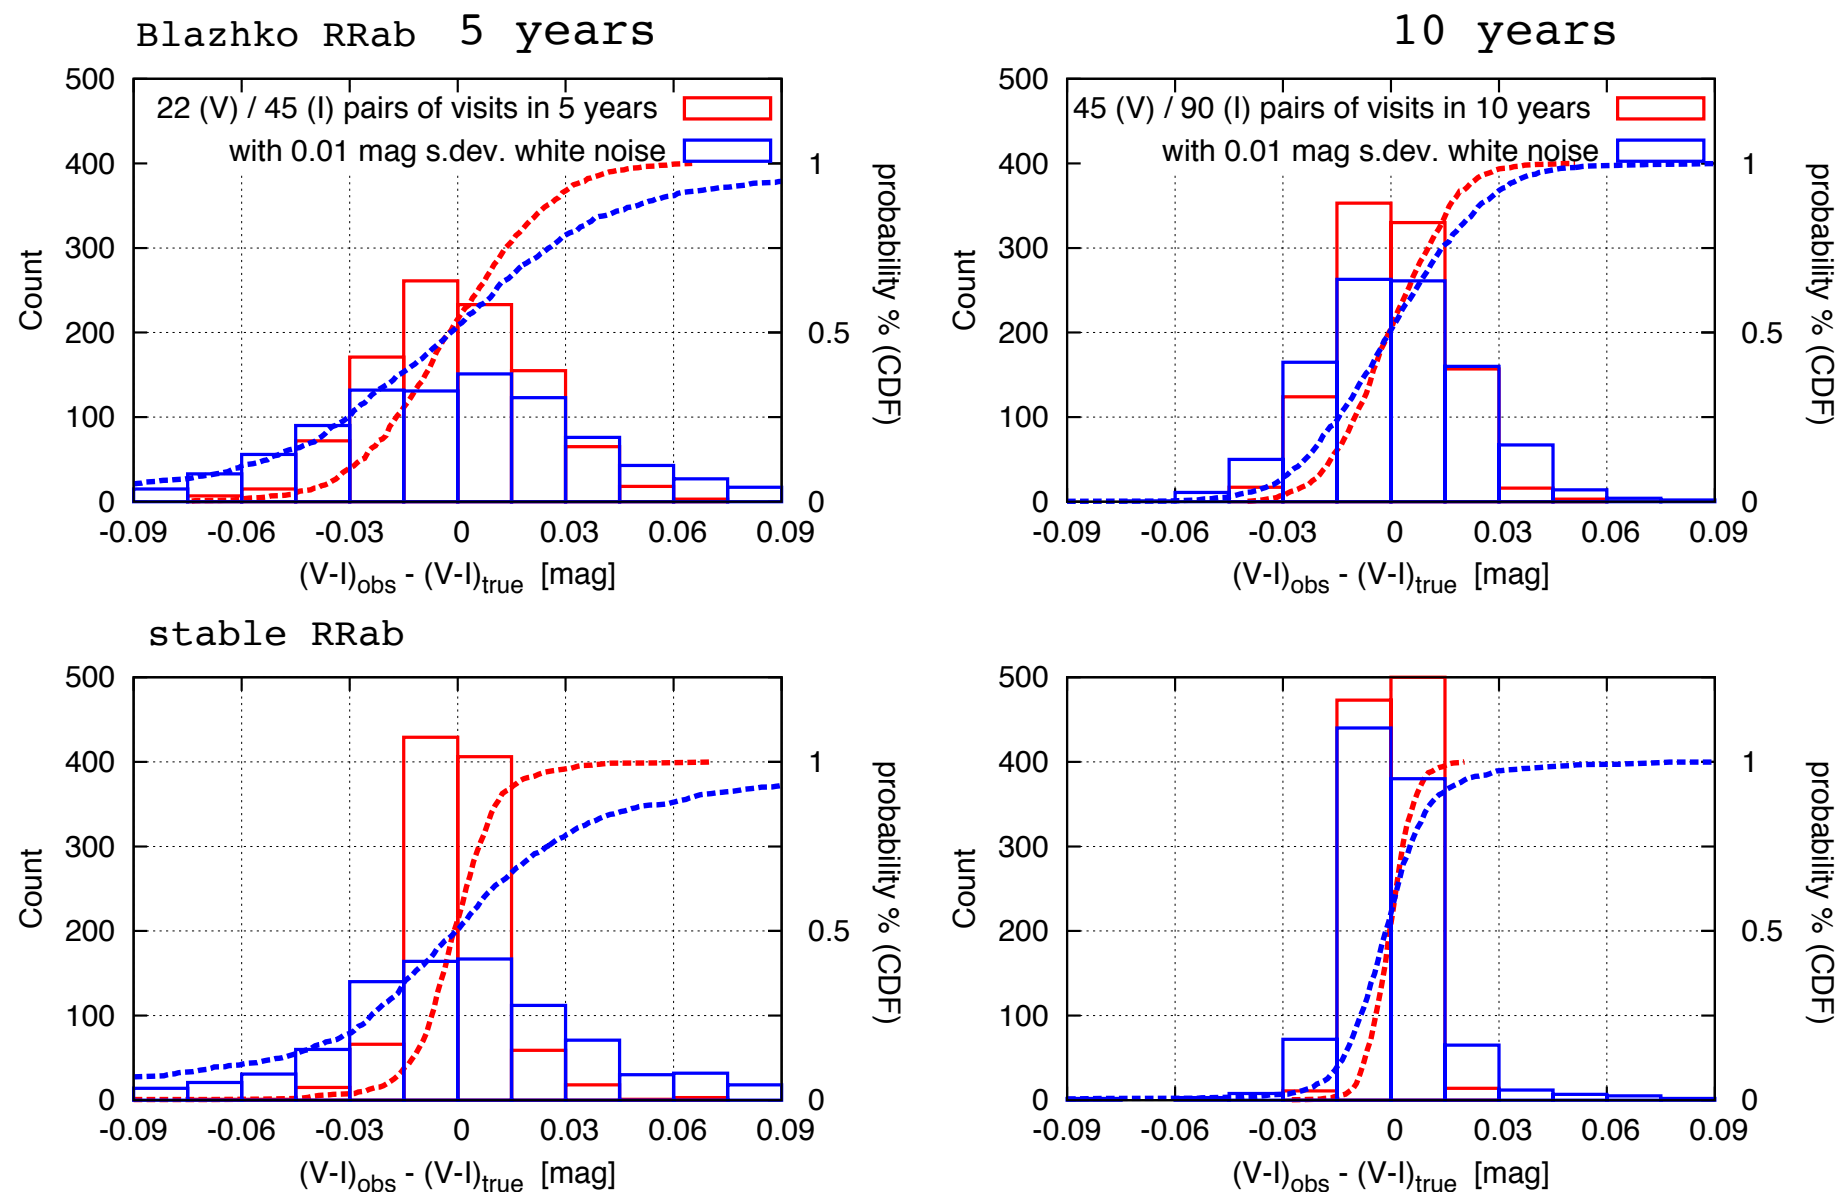 Blazhko RRab 5 years
10 years
500
400
300
200
100
0
Count
22 (V) / 45 (I) pairs of visits in 5 years
with 0.01 mag s.dev. white noise
1
0.5
0
probability % (CDF)
-0.09 -0.06 -0.03 0 0.03 0.06 0.09
(V-I)obs - (V-I)true [mag]
500
400
300
200
100
0
Count
45 (V) / 90 (I) pairs of visits in 10 years
with 0.01 mag s.dev. white noise
1
0.5
0
probability % (CDF)
-0.09 -0.06 -0.03 0 0.03 0.06 0.09
(V-I)obs - (V-I)true [mag]
stable RRab
500
400
300
200
100
0
Count
1
0.5
0
probability % (CDF)
-0.09 -0.06 -0.03 0 0.03 0.06 0.09
(V-I)obs - (V-I)true [mag]
500
400
300
200
100
0
Count
1
0.5
0
probability % (CDF)
-0.09 -0.06 -0.03 0 0.03 0.06 0.09
(V-I)obs - (V-I)true [mag]